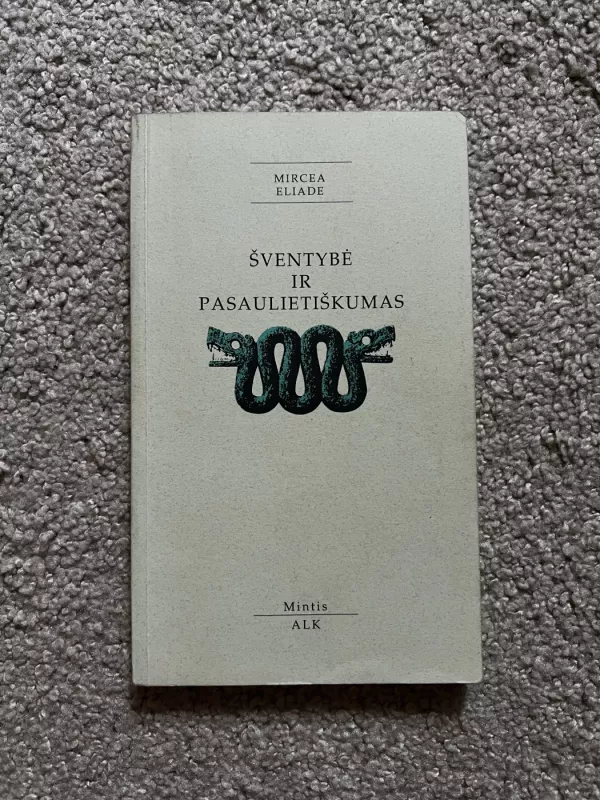 MIRCEA
ELIADE
ŠVENTYBĖ
IR
PASAULIETIŠKUMAS
Mintis
ALK